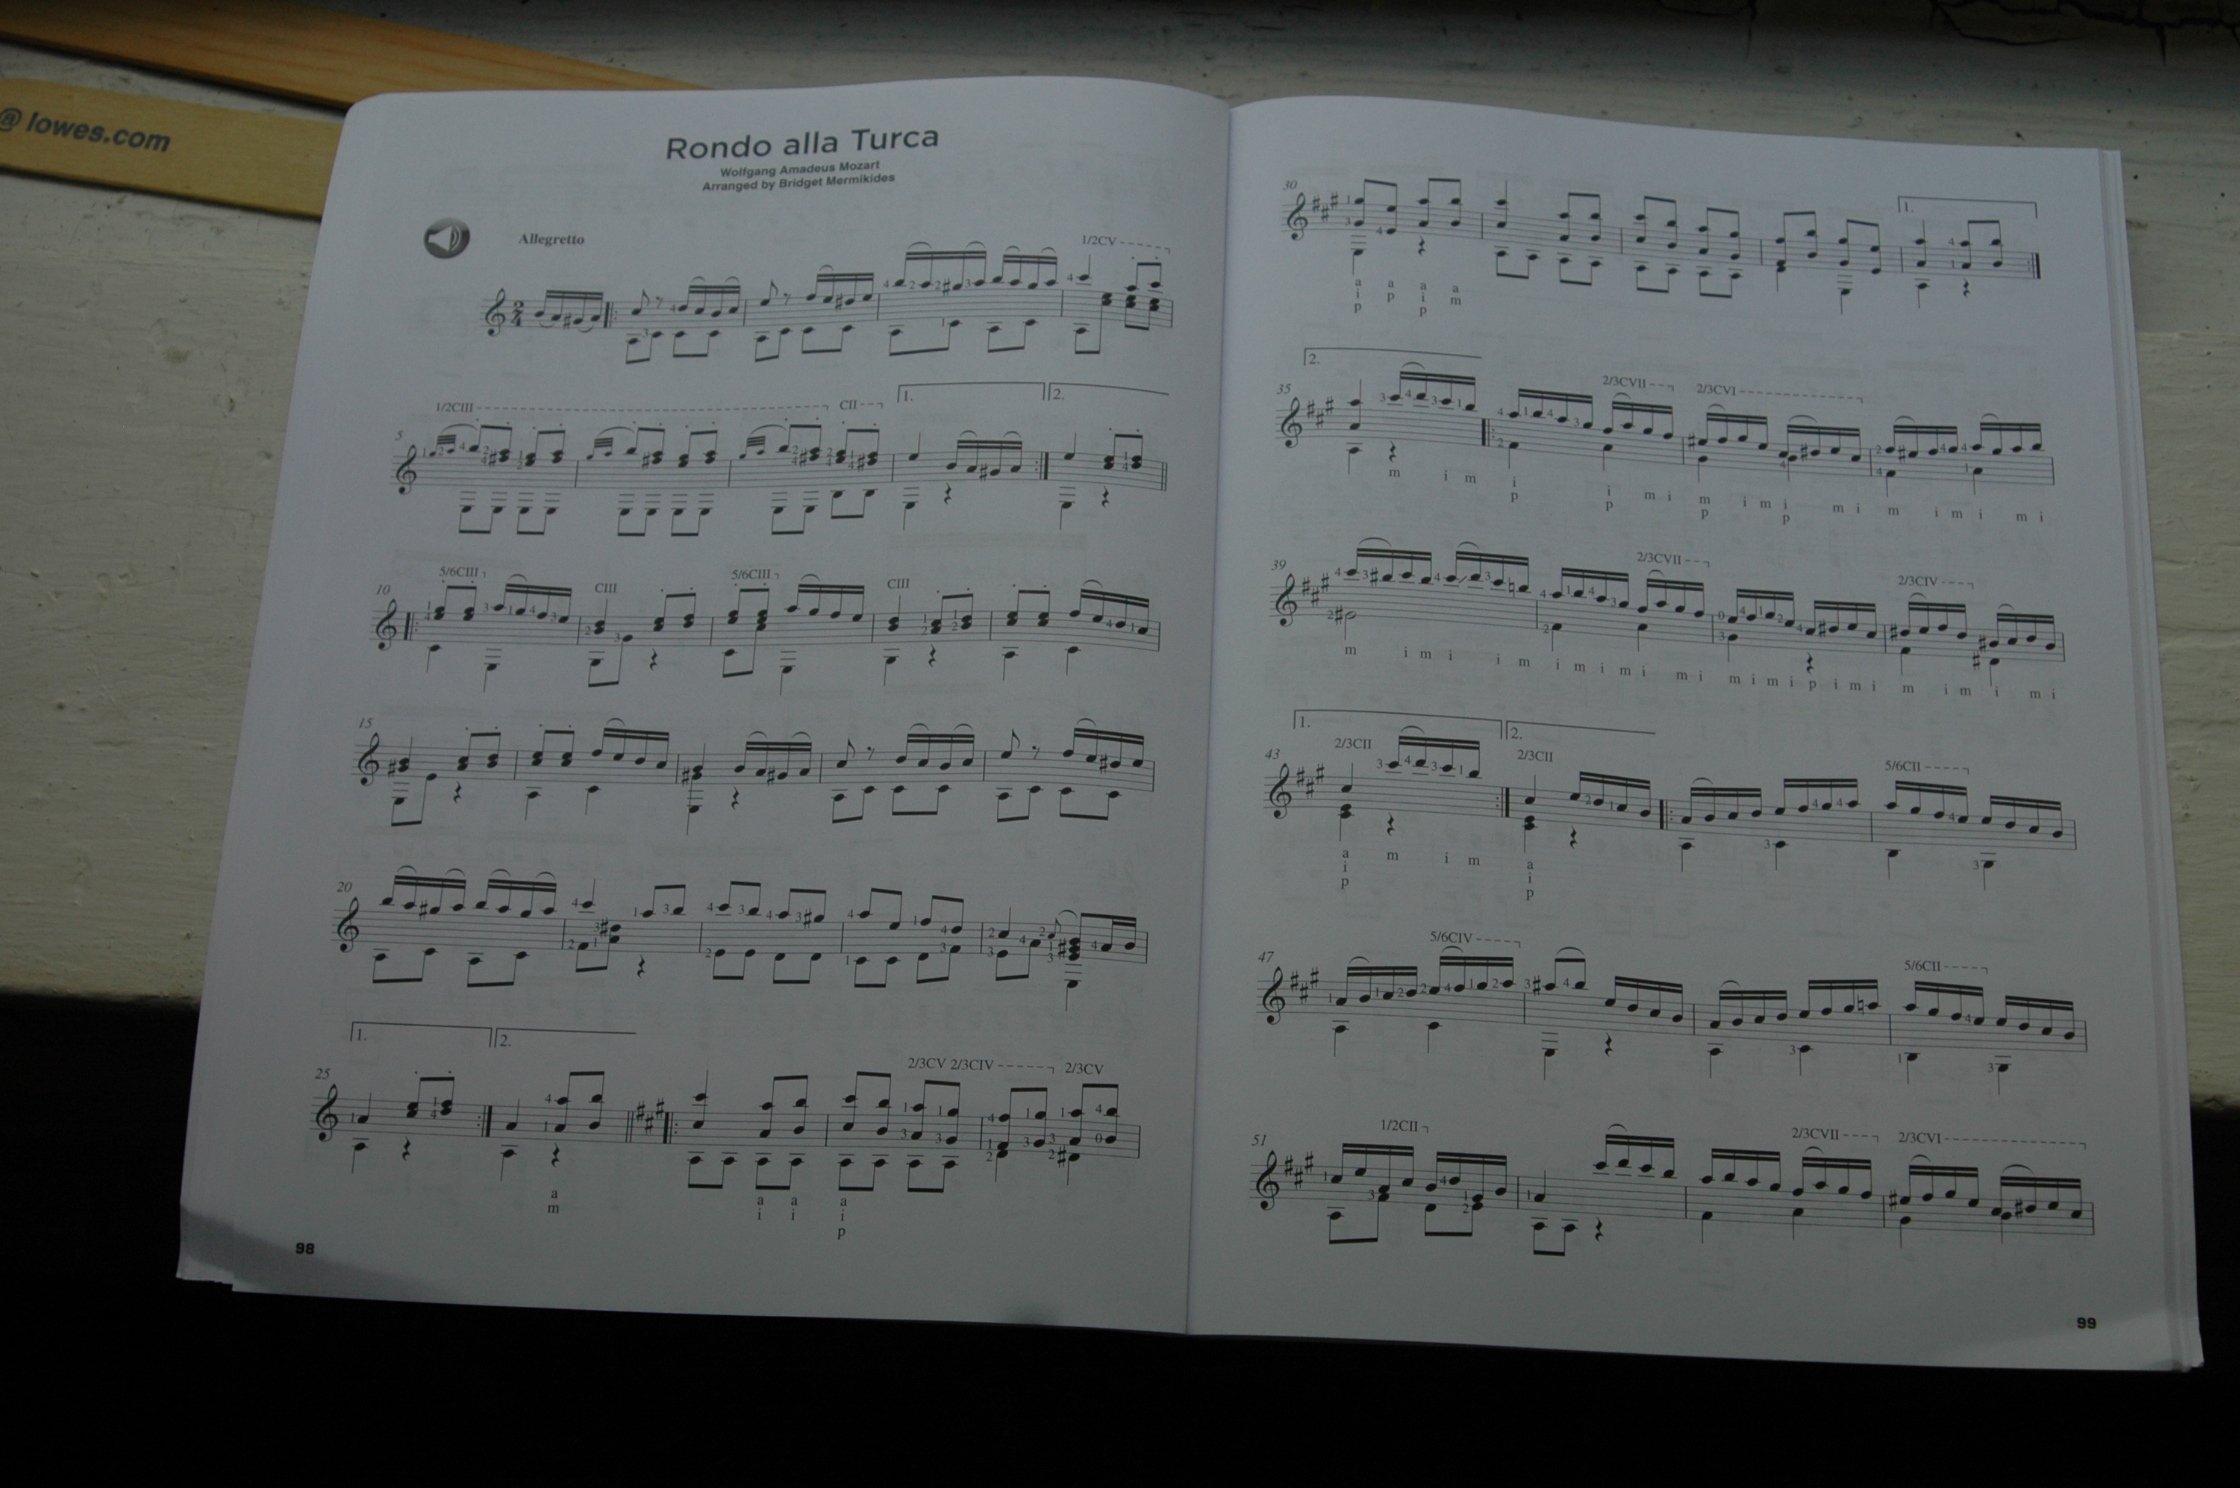 @ lowes.com
Rondo alla Turca
Wolfgang Amadeus Mozart
Arranged by Bridget Mermikides
Allegretto
1/2CV
2
4
5
1/2CIII
CII
1.
2.
10
5/6CIII
CIII
5/6CIII
CIII
15
20
25
1.
2.
2/3CV 2/3CIV
2/3CV
a a a a
m i i i
p
98
30
1.
a a a a
i p i m
p p
35
2.
2/3CVII
2/3CVI
m i m i i m i m i m i m i m i m i m i
p p p p
39
2/3CVII
2/3CIV
m i m i i m i m i m i m i m i m i p i m i m i m i m i
43
1.
2/3CII
2.
2/3CII
5/6CII
a m i m a
i i
p p
47
5/6CIV
5/6CII
51
1/2CII
2/3CVII
2/3CVI
99